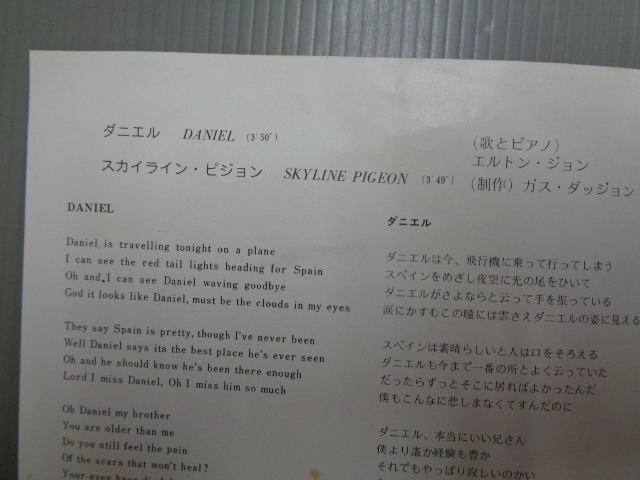 ダニエル DANIEL (3´50˝)
スカイライン・ピジョン SKYLINE PIGEON (3´49˝)
(歌とピアノ)
エルトン・ジョン
(制作) ガス・ダッジョン
DANIEL
Daniel is travelling tonight on a plane
I can see the red tail lights heading for Spain
Oh and I can see Daniel waving goodbye
God it looks like Daniel, must be the clouds in my eyes
They say Spain is pretty, though I've never been
Well Daniel says its the best place he's ever seen
Oh and he should know he's been there enough
Lord I miss Daniel, Oh I miss him so much
Oh Daniel my brother
You are older than me
Do you still feel the pain
Of the scars that won't heal?
Your eyes have
ダニエル
ダニエルは今、飛行機に乗って行ってしまう
スペインをめざし夜空に光の尾をひいて
ダニエルがさよならと云って手を振っている
涙にかすむこの瞳には雲さえダニエルの姿に見える
スペインは素晴らしいと人は口をそろえる
ダニエルも今まで一番の所とよく云っていた
だったらずっとそこに居ればよかったんだ
僕もこんなに悲しまなくてすんだのに
ダニエル、本当にいい兄さん
僕より遙か経験も豊か
それでもやっぱり寂しいのかい